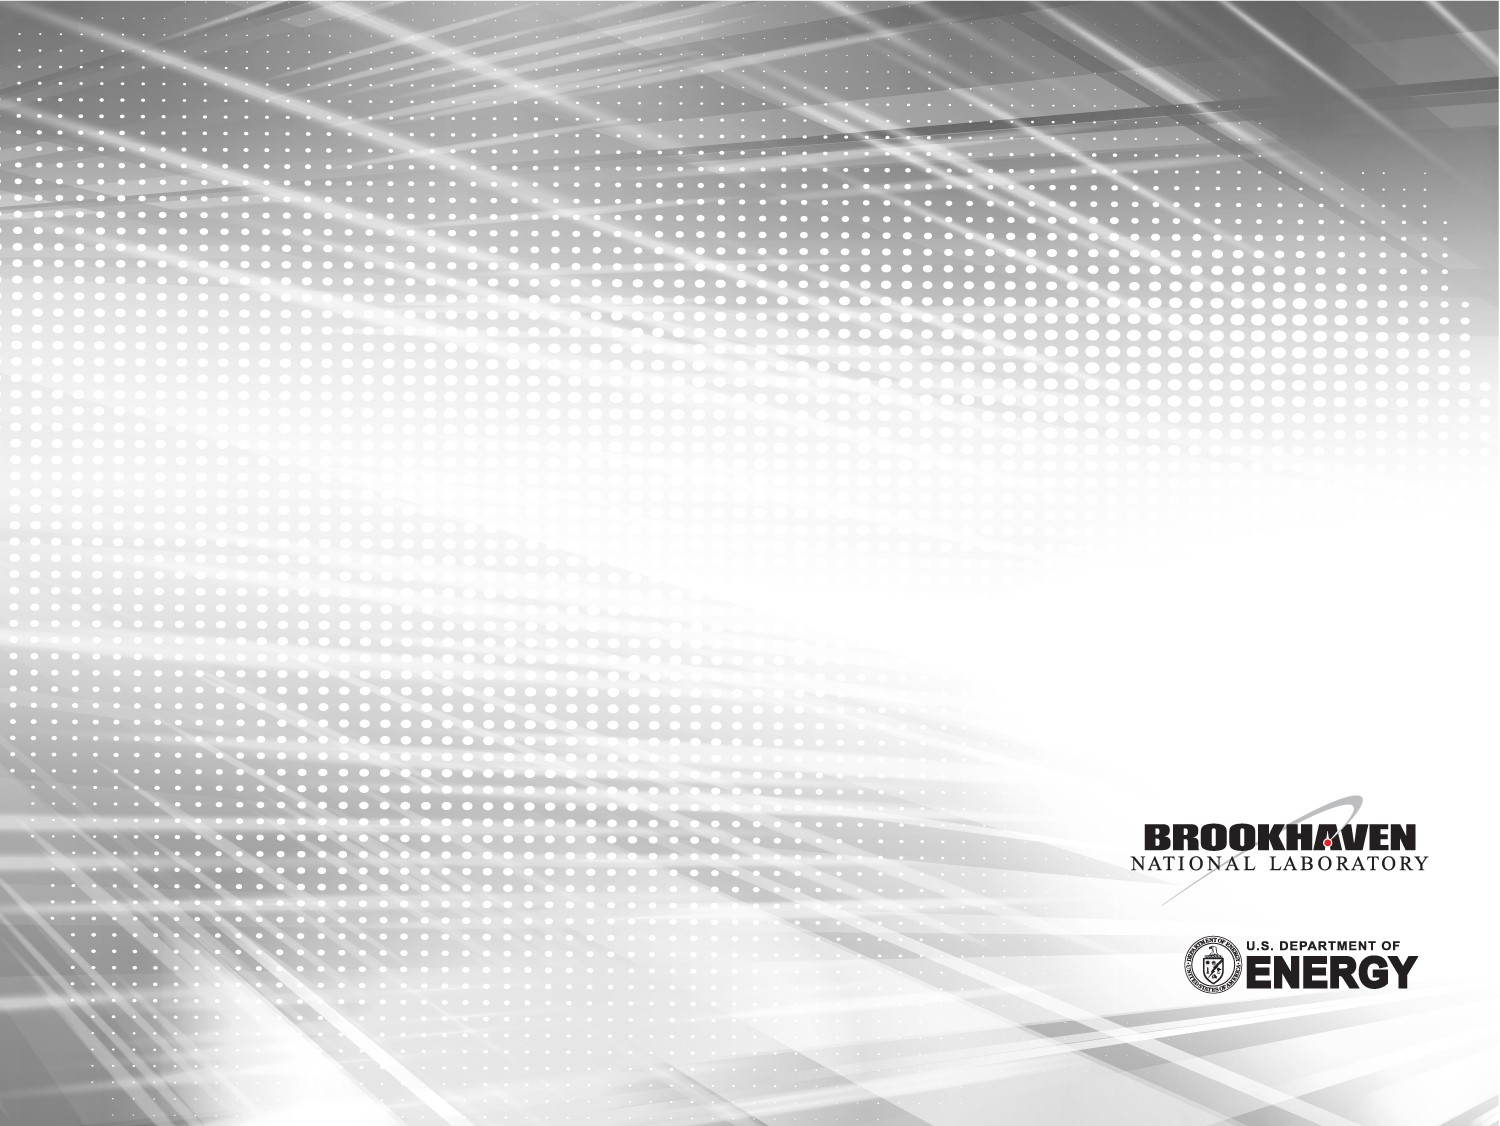 BROOKHAVEN
NATIONAL LABORATORY
U.S. DEPARTMENT OF
ENERGY